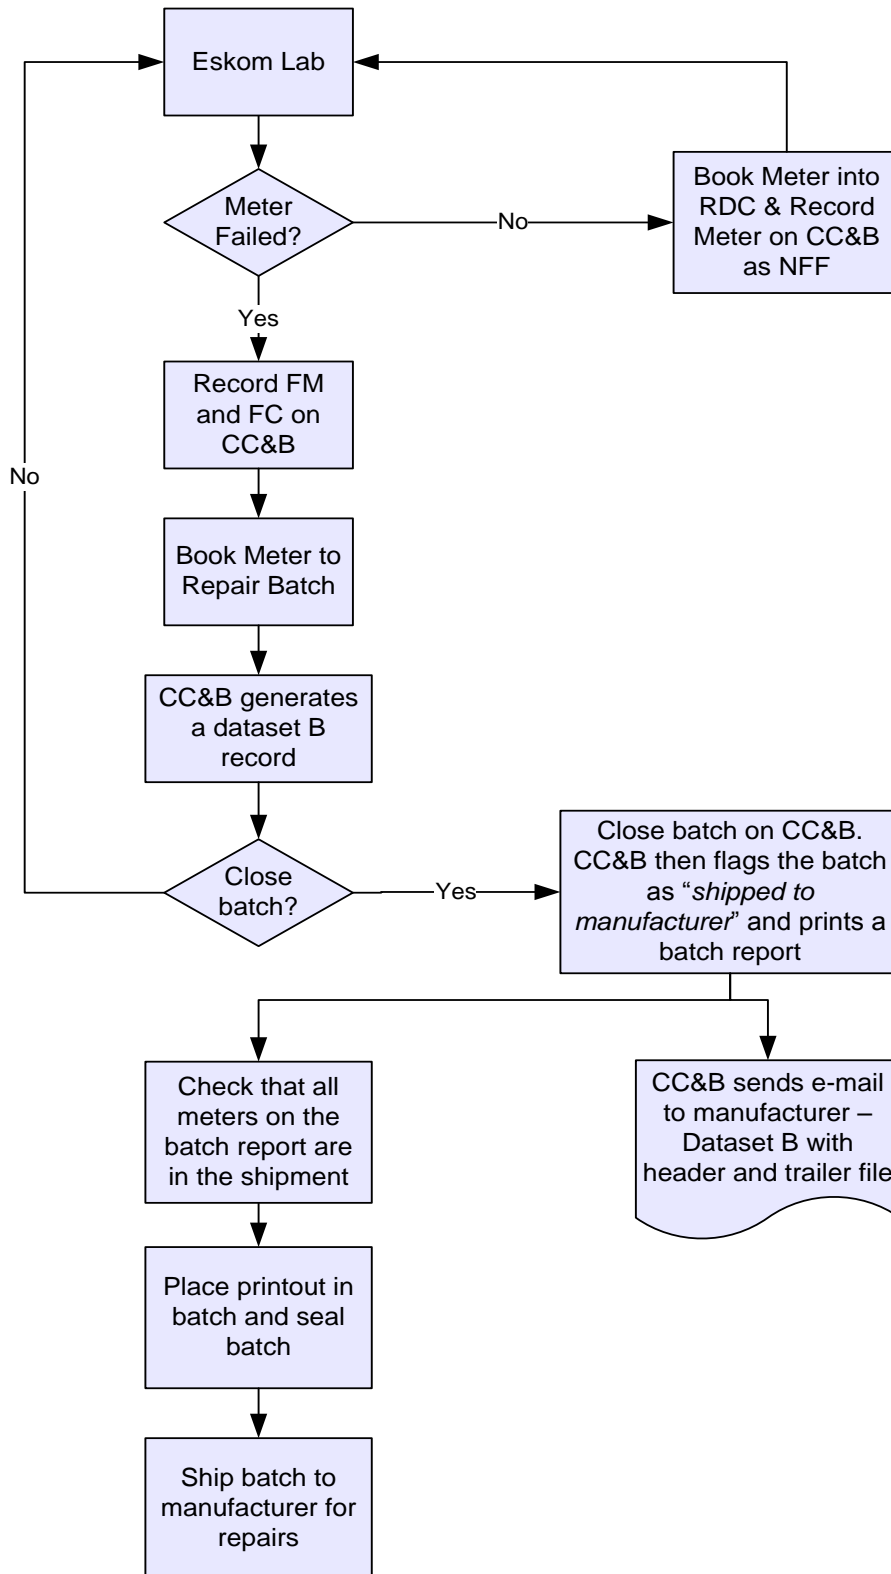 Eskom Lab
Meter
Failed?
No
Book Meter into
RDC & Record
Meter on CC&B
as NFF
Yes
Record FM
and FC on
CC&B
No
Book Meter to
Repair Batch
CC&B generates
a dataset B
record
Close
batch?
Yes
Close batch on CC&B.
CC&B then flags the batch
as “shipped to
manufacturer” and prints a
batch report
Check that all
meters on the
batch report are
in the shipment
CC&B sends e-mail
to manufacturer –
Dataset B with
header and trailer file
Place printout in
batch and seal
batch
Ship batch to
manufacturer for
repairs